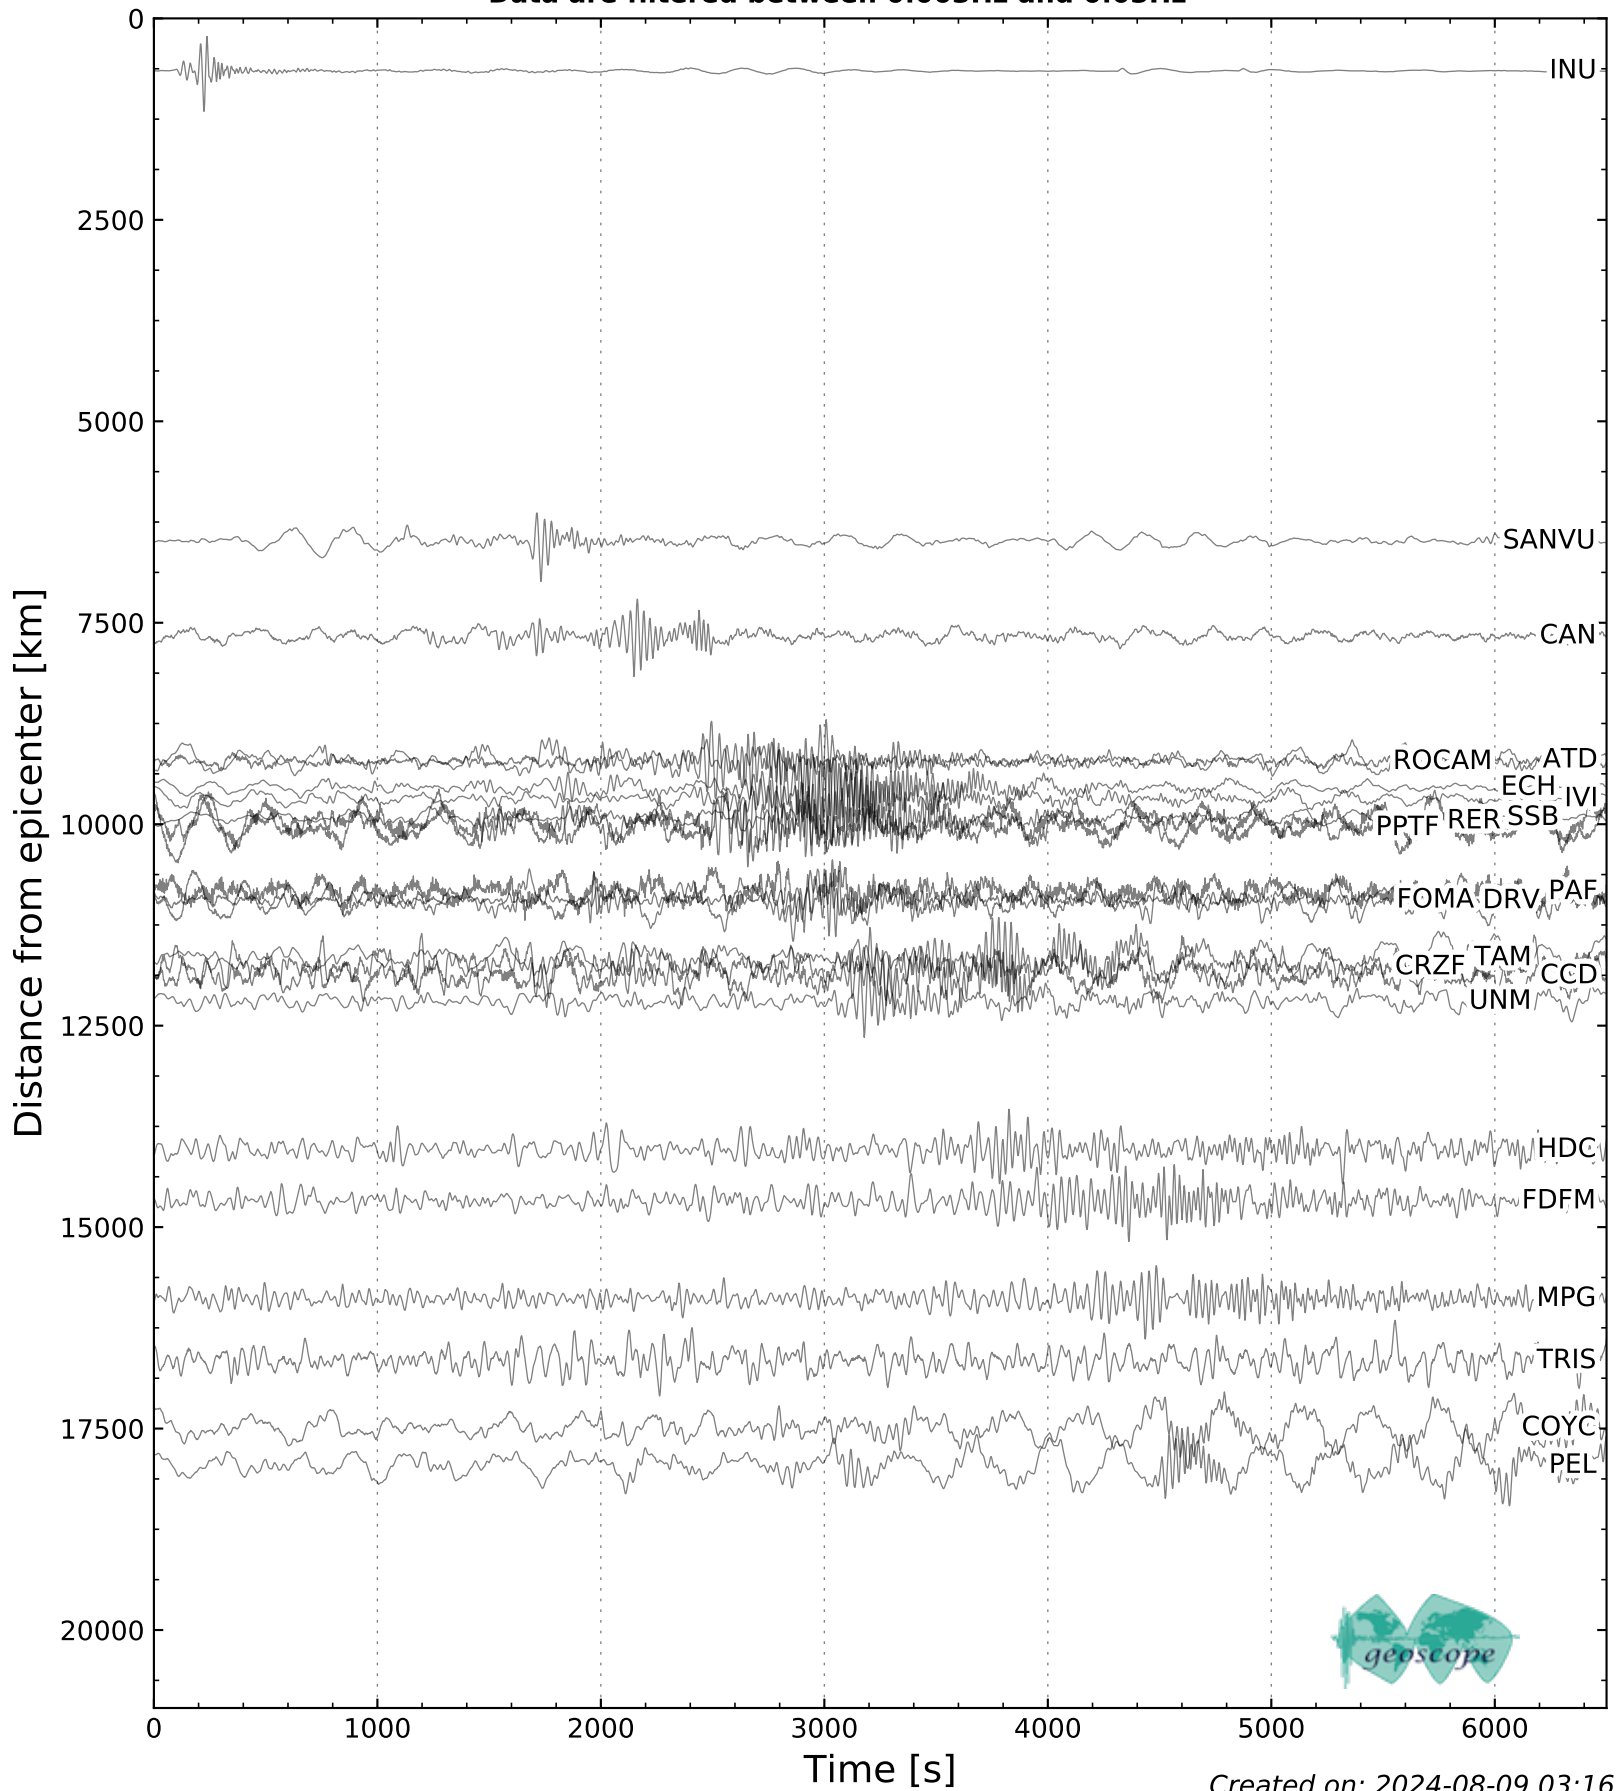 Data are filtered between 0.005Hz and 0.05Hz
0
INU
2500
5000
SANVU
7500
CAN
ROCAM ATD
ECH IVI
10000
PPTF RER SSB
FOMA DRV PAF
CRZF TAM CCD
UNM
12500
HDC
FDFM
15000
MPG
TRIS
17500
COYC
PEL
20000
geoscope
0 1000 2000 3000 4000 5000 6000
Distance from epicenter [km]
Time [s]
Created on: 2024-08-09 03:16